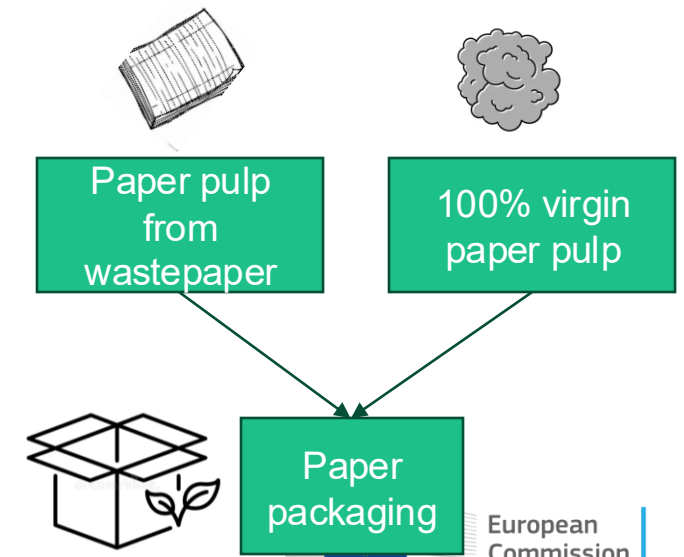 Paper pulp
from
wastepaper
100% virgin
paper pulp
Paper
packaging
European
Commission